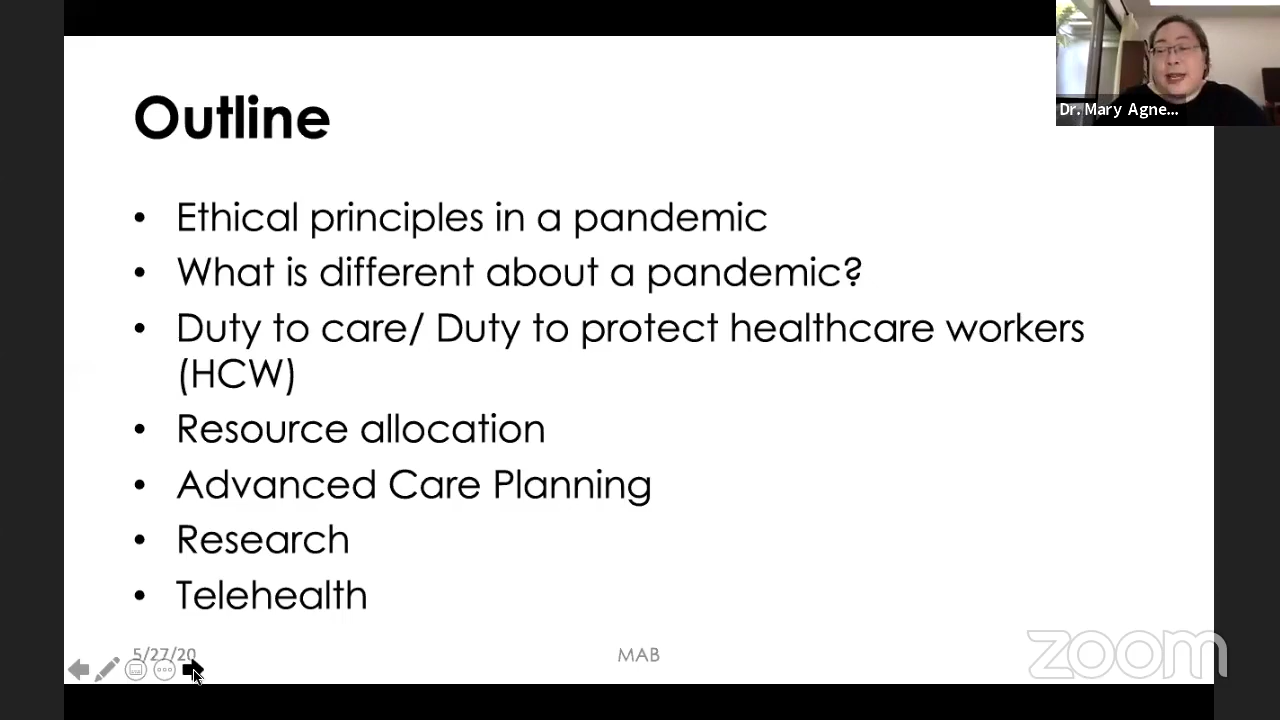 Outline
Dr. Mary Agne...
• Ethical principles in a pandemic
• What is different about a pandemic?
• Duty to care/ Duty to protect healthcare workers
(HCW)
• Resource allocation
• Advanced Care Planning
• Research
• Telehealth
5/27/20
MAB
zoom